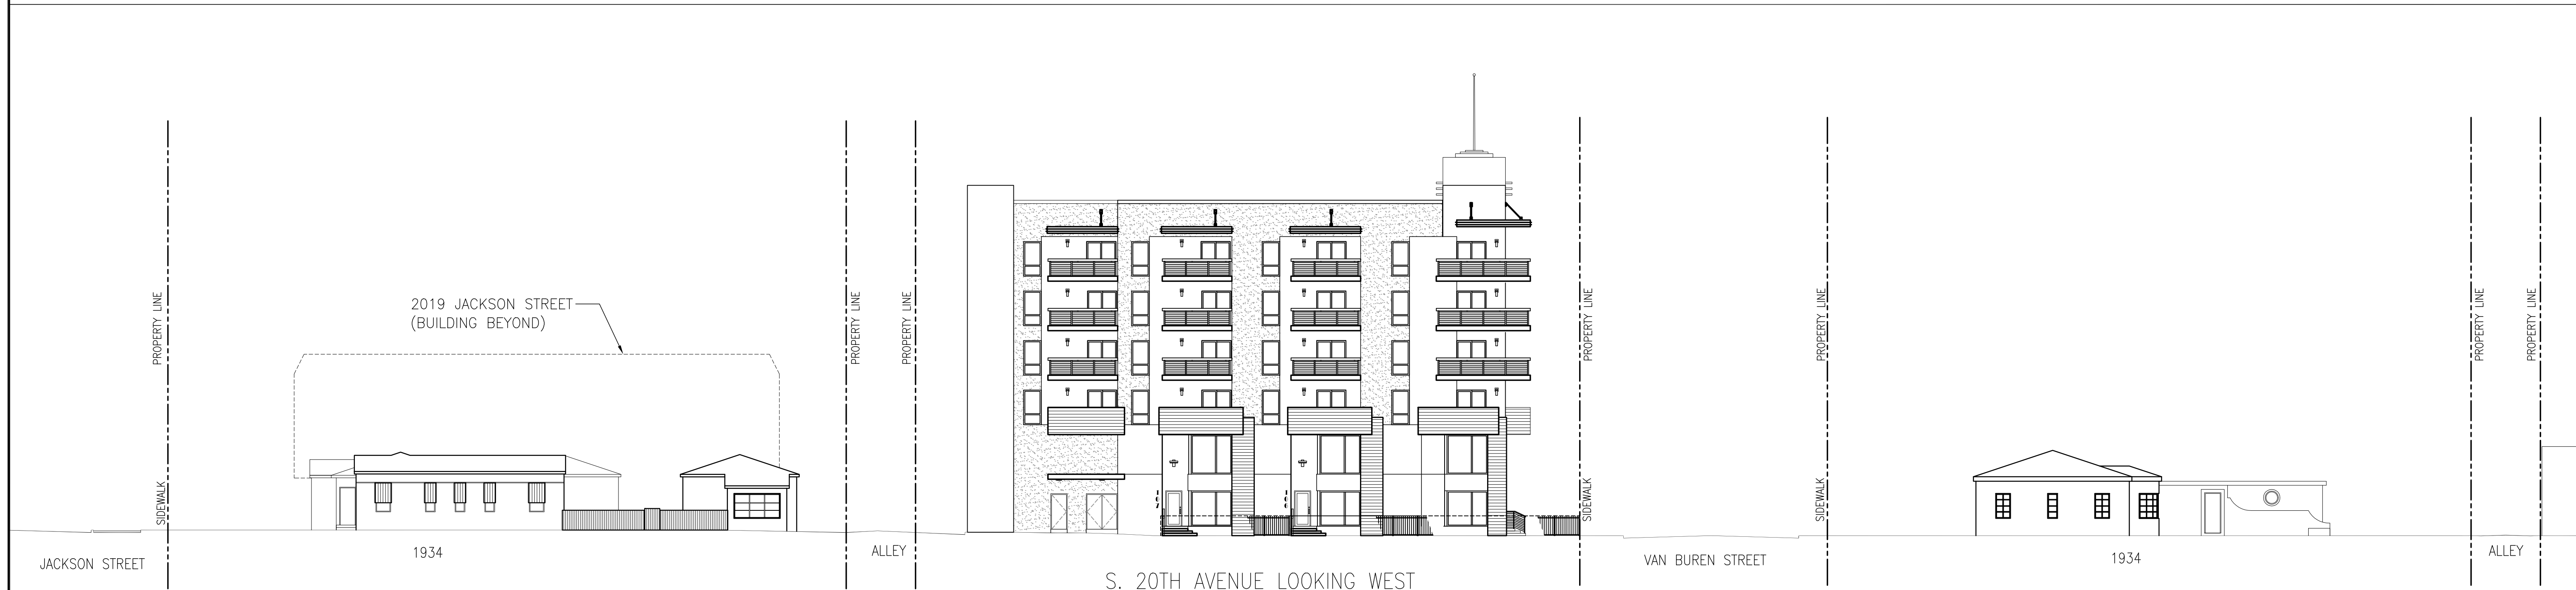 2019 JACKSON STREET
(BUILDING BEYOND)
PROPERTY LINE
SIDEWALK
PROPERTY LINE
PROPERTY LINE
PROPERTY LINE
SIDEWALK
PROPERTY LINE
SIDEWALK
PROPERTY LINE
PROPERTY LINE
JACKSON STREET
1934
ALLEY
VAN BUREN STREET
1934
ALLEY
S. 20TH AVENUE LOOKING WEST